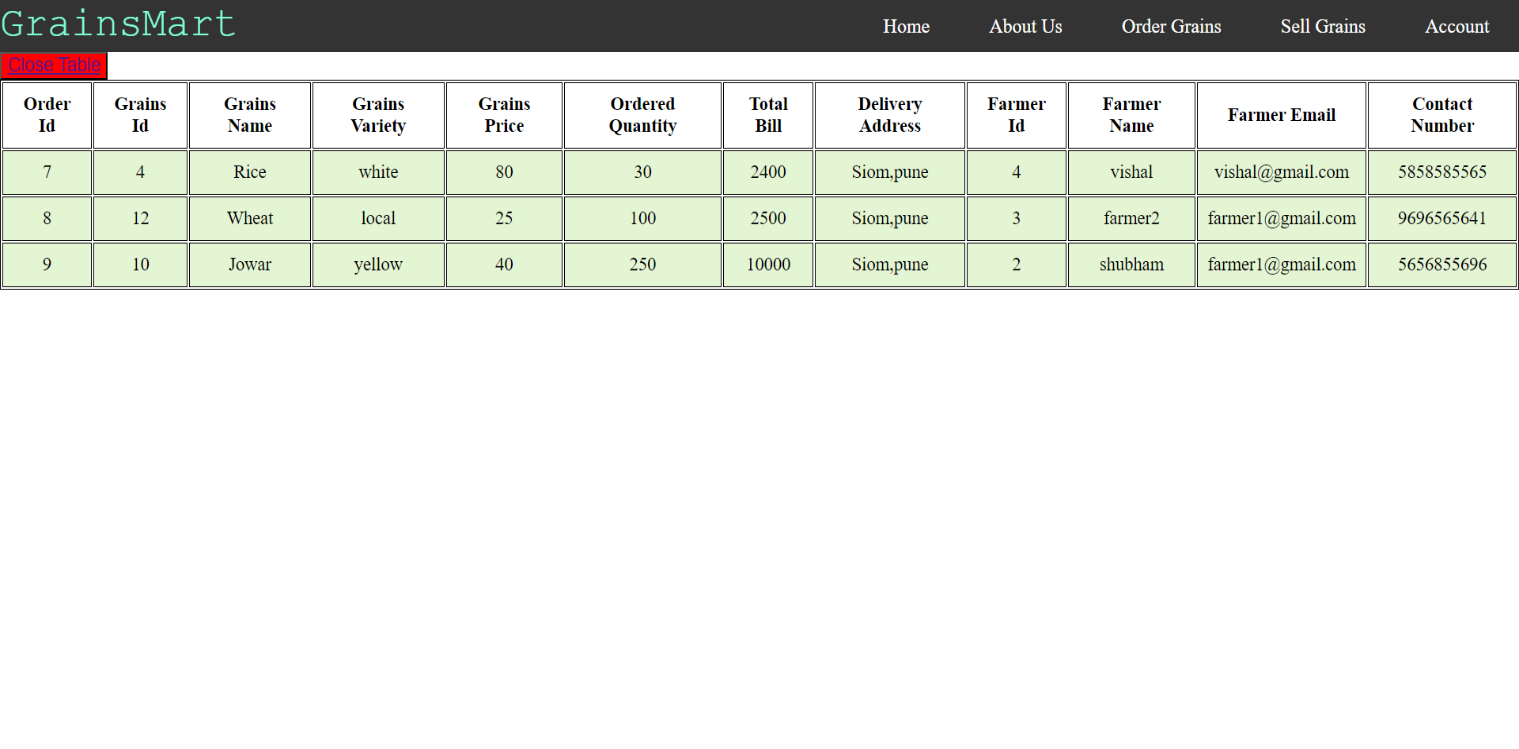 GrainsMart Home About Us Order Grains Sell Grains Account
Close Table
Order Id Grains Id Grains Name Grains Variety Grains Price Ordered Quantity Total Bill Delivery Address Farmer Id Farmer Name Farmer Email Contact Number
7 4 Rice white 80 30 2400 Siom,pune 4 vishal vishal@gmail.com 5858585565
8 12 Wheat local 25 100 2500 Siom,pune 3 farmer2 farmer1@gmail.com 9696565641
9 10 Jowar yellow 40 250 10000 Siom,pune 2 shubham farmer1@gmail.com 5656855696